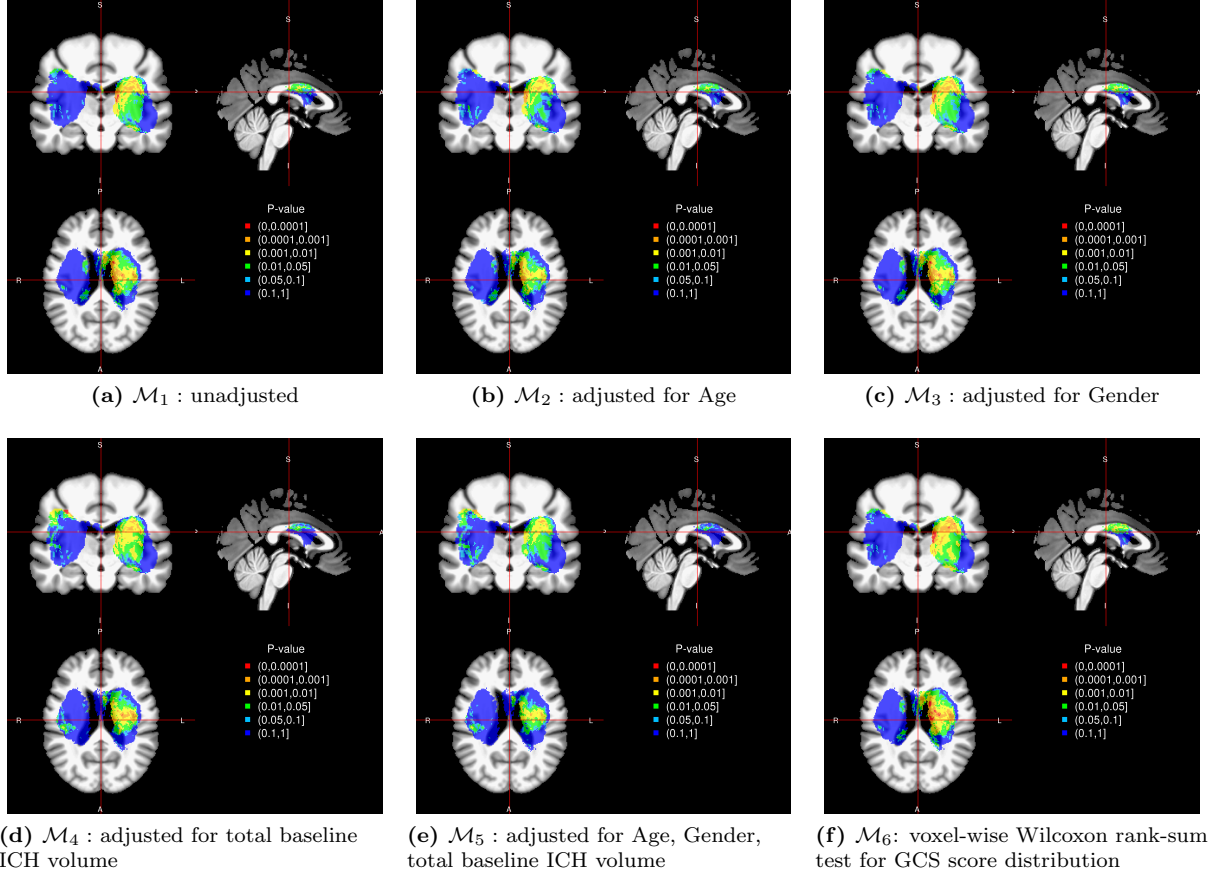 S
S
P
A
I
I
P
R
L
A
P-value
(0,0.0001]
(0.0001,0.001]
(0.001,0.01]
(0.01,0.05]
(0.05,0.1]
(0.1,1]
(a) M1 : unadjusted
S
S
P
A
I
I
P
R
L
A
P-value
(0,0.0001]
(0.0001,0.001]
(0.001,0.01]
(0.01,0.05]
(0.05,0.1]
(0.1,1]
(b) M2 : adjusted for Age
S
S
P
A
I
I
P
R
L
A
P-value
(0,0.0001]
(0.0001,0.001]
(0.001,0.01]
(0.01,0.05]
(0.05,0.1]
(0.1,1]
(c) M3 : adjusted for Gender
S
S
P
A
I
I
P
R
L
A
P-value
(0,0.0001]
(0.0001,0.001]
(0.001,0.01]
(0.01,0.05]
(0.05,0.1]
(0.1,1]
(d) M4 : adjusted for total baseline
ICH volume
S
S
P
A
I
I
P
R
L
A
P-value
(0,0.0001]
(0.0001,0.001]
(0.001,0.01]
(0.01,0.05]
(0.05,0.1]
(0.1,1]
(e) M5 : adjusted for Age, Gender,
total baseline ICH volume
S
S
P
A
I
I
P
R
L
A
P-value
(0,0.0001]
(0.0001,0.001]
(0.001,0.01]
(0.01,0.05]
(0.05,0.1]
(0.1,1]
(f) M6: voxel-wise Wilcoxon rank-sum
test for GCS score distribution